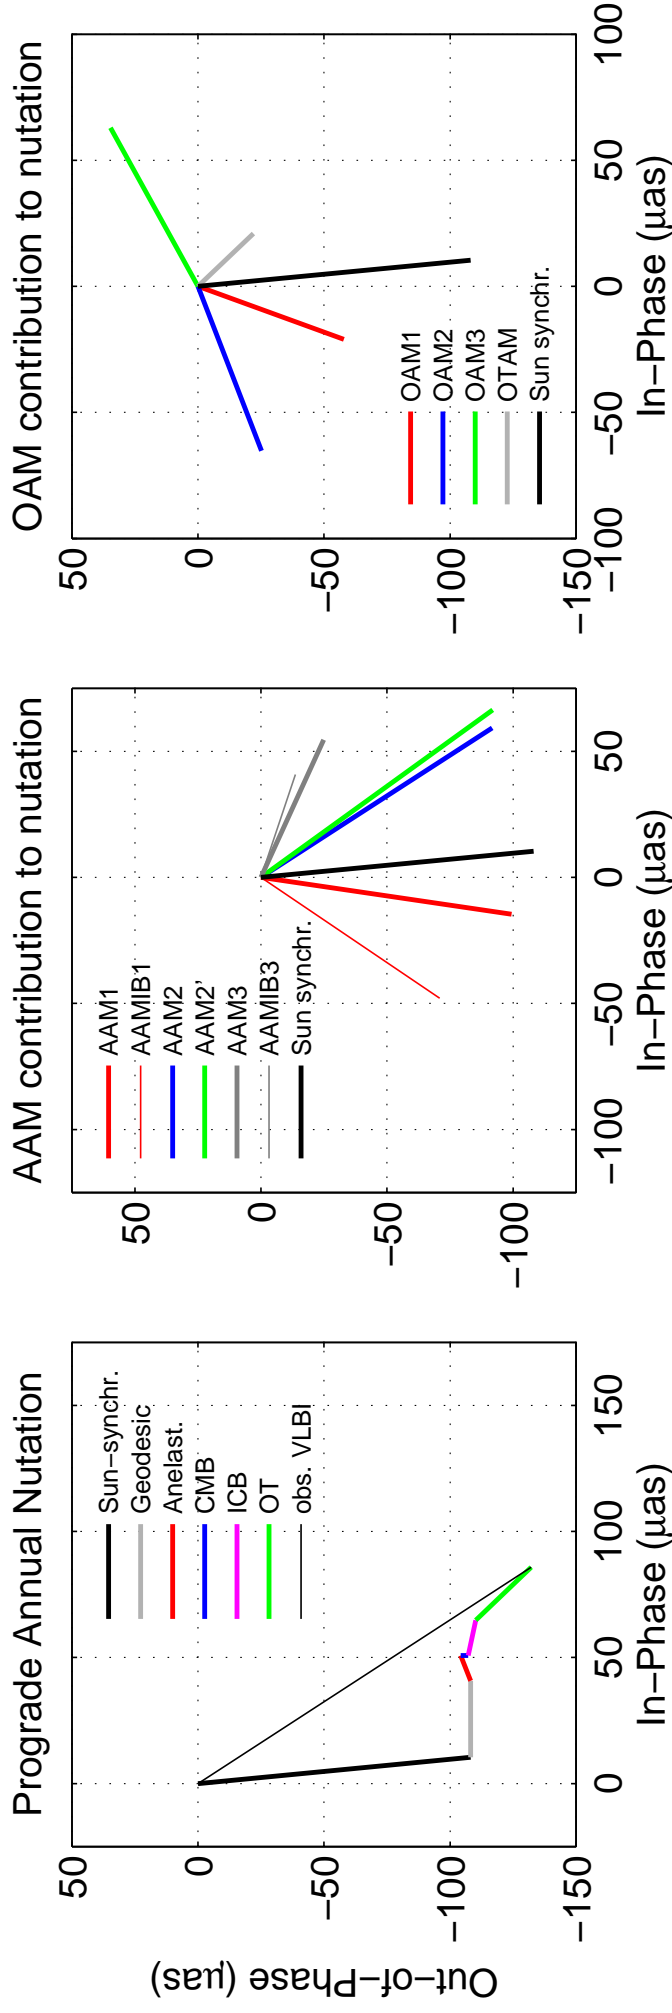 Prograde Annual Nutation
50
0
−50
−100
−150
0
50
100
150
Out−of−Phase (μas)
In−Phase (μas)
Sun−synchr.
Geodesic
Anelast.
CMB
ICB
OT
obs. VLBI
AAM contribution to nutation
50
0
−50
−100
−100
−50
0
50
In−Phase (μas)
AAM1
AAMIB1
AAM2
AAM2'
AAM3
AAMIB3
Sun synchr.
OAM contribution to nutation
50
0
−50
−100
−150
−100
−50
0
50
100
In−Phase (μas)
OAM1
OAM2
OAM3
OTAM
Sun synchr.